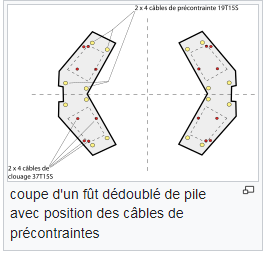 2 x 4 câbles de précontrainte 19T15S
2 x 4 câbles de
clouage 37T15S
coupe d'un fût dédoublé de pile
avec position des câbles de
précontraintes